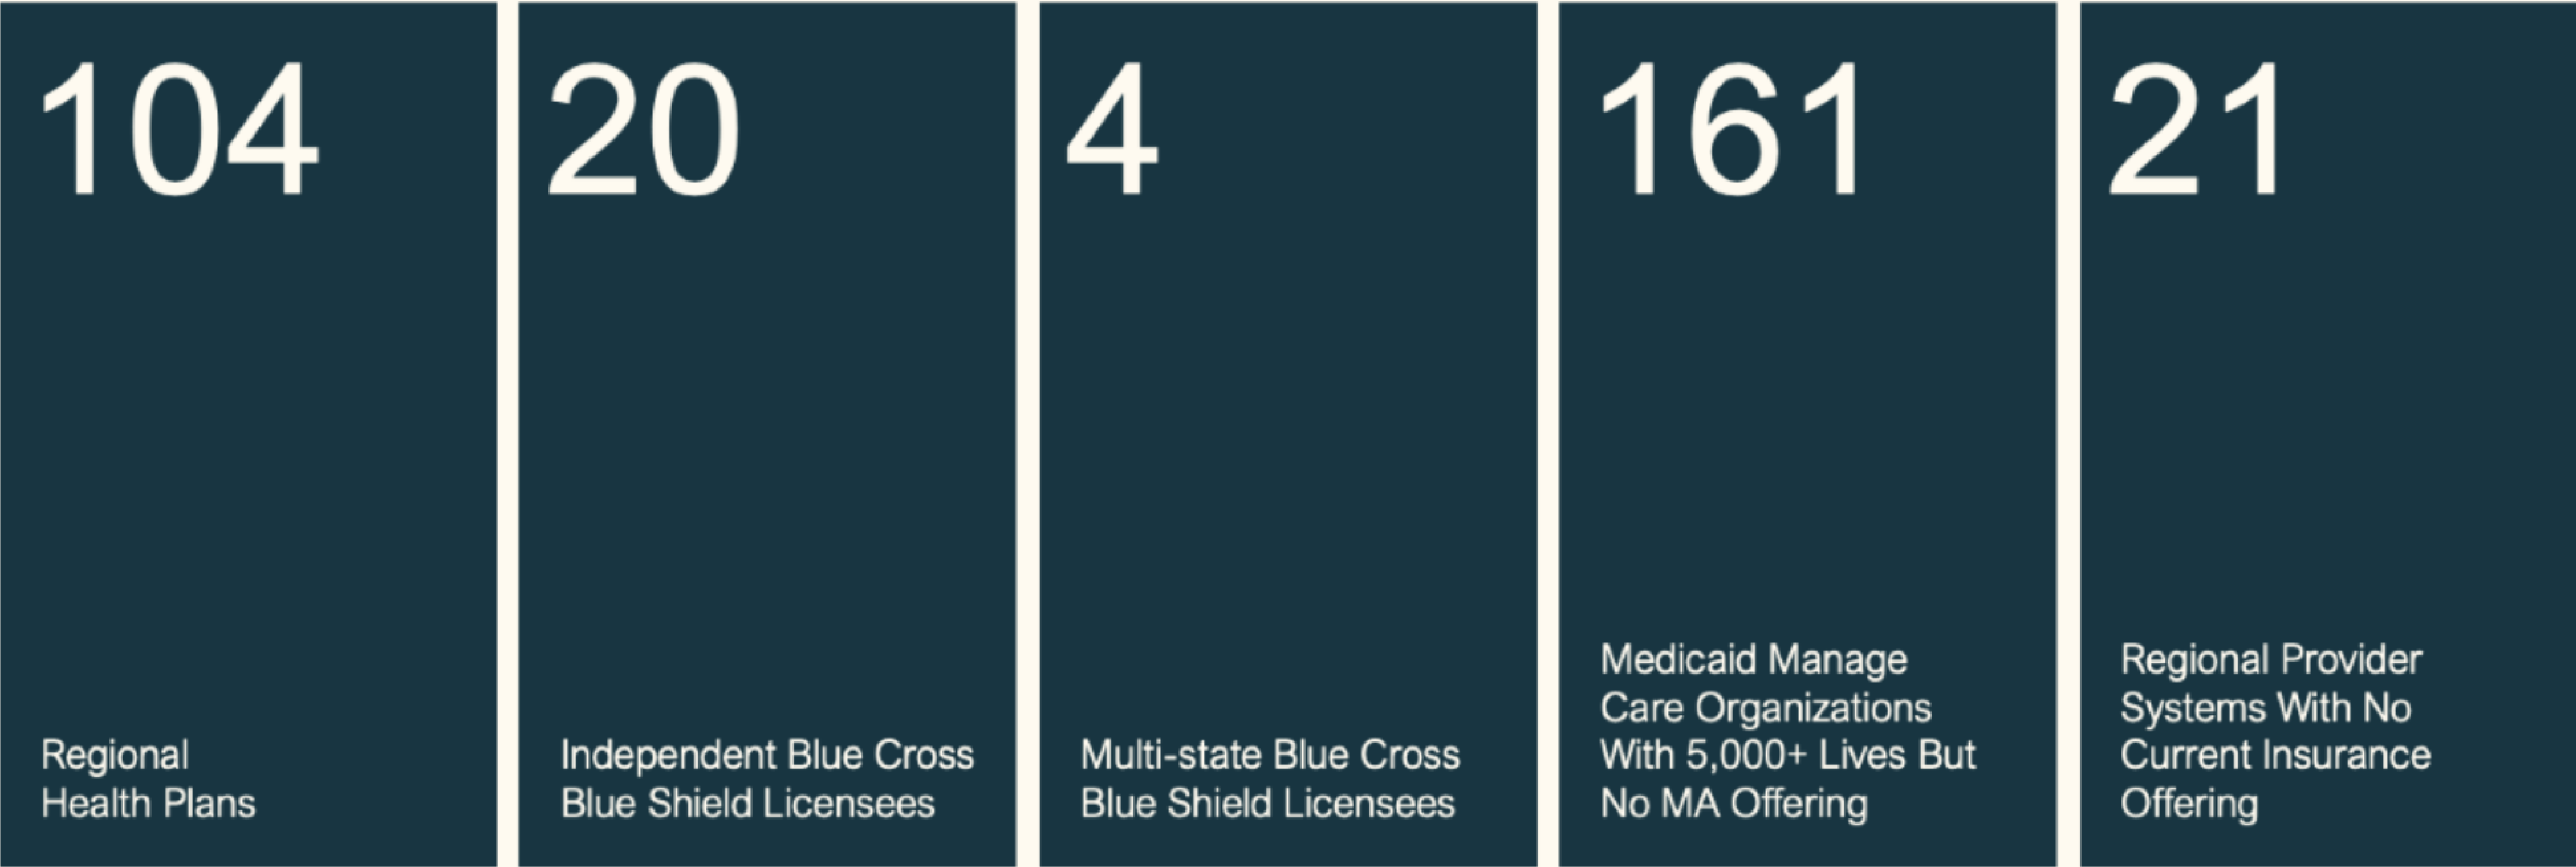 104
Regional
Health Plans
20
Independent Blue Cross
Blue Shield Licensees
4
Multi-state Blue Cross
Blue Shield Licensees
161
Medicaid Manage
Care Organizations
With 5,000+ Lives But
No MA Offering
21
Regional Provider
Systems With No
Current Insurance
Offering